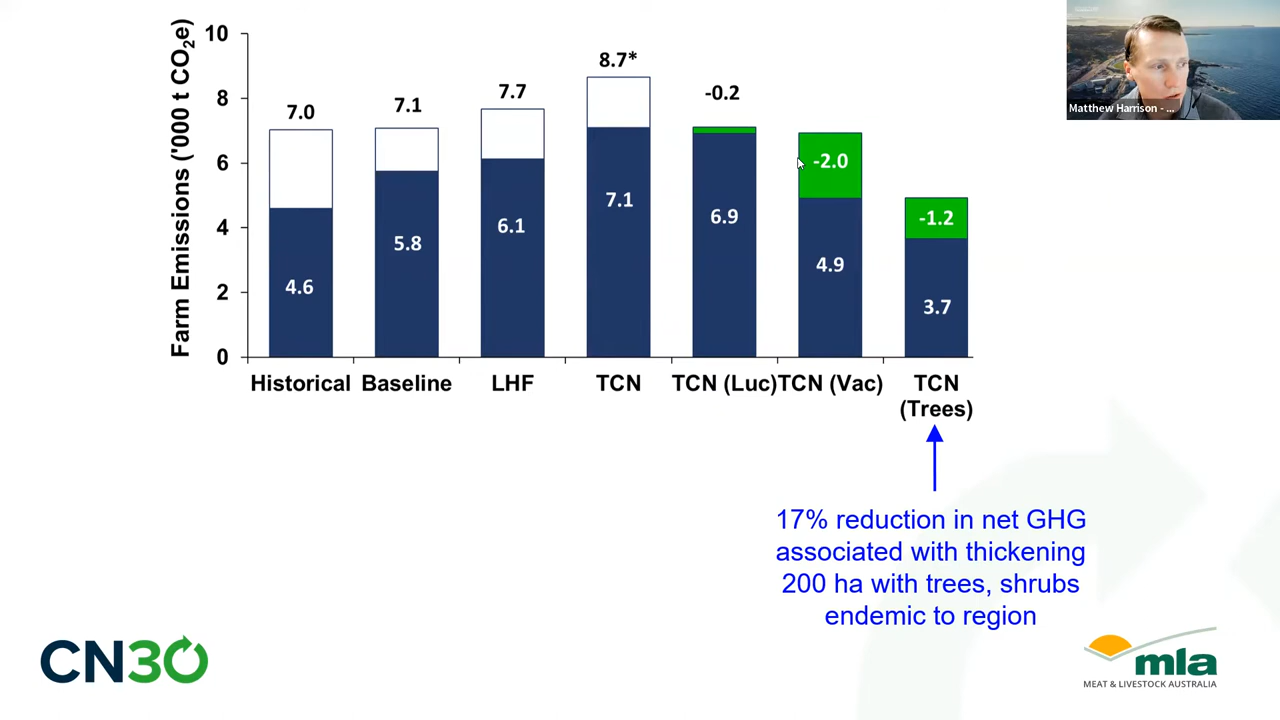 Farm Emissions ('000 t CO₂e)
10
8
6
4
2
0
7.0
7.1
7.7
8.7*
-0.2
4.6
5.8
6.1
7.1
6.9
-2.0
4.9
-1.2
3.7
Historical
Baseline
LHF
TCN
TCN (Luc)
TCN (Vac)
TCN
(Trees)
17% reduction in net GHG
associated with thickening
200 ha with trees, shrubs
endemic to region
Matthew Harrison - ...
CN30
mla
MEAT & LIVESTOCK AUSTRALIA